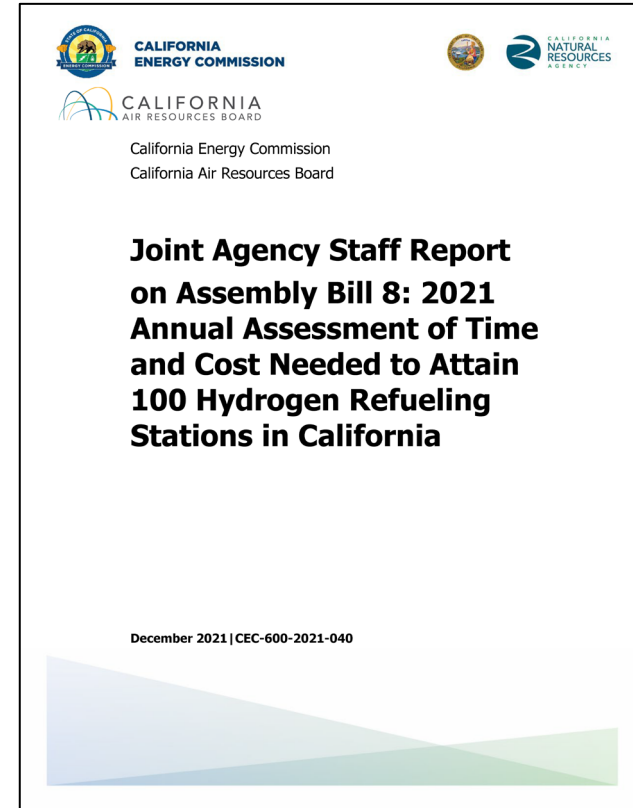 CALIFORNIA
ENERGY COMMISSION
CALIFORNIA
NATURAL
RESOURCES
AGENCY
CALIFORNIA
AIR RESOURCES BOARD
California Energy Commission
California Air Resources Board
Joint Agency Staff Report
on Assembly Bill 8: 2021
Annual Assessment of Time
and Cost Needed to Attain
100 Hydrogen Refueling
Stations in California
December 2021|CEC-600-2021-040